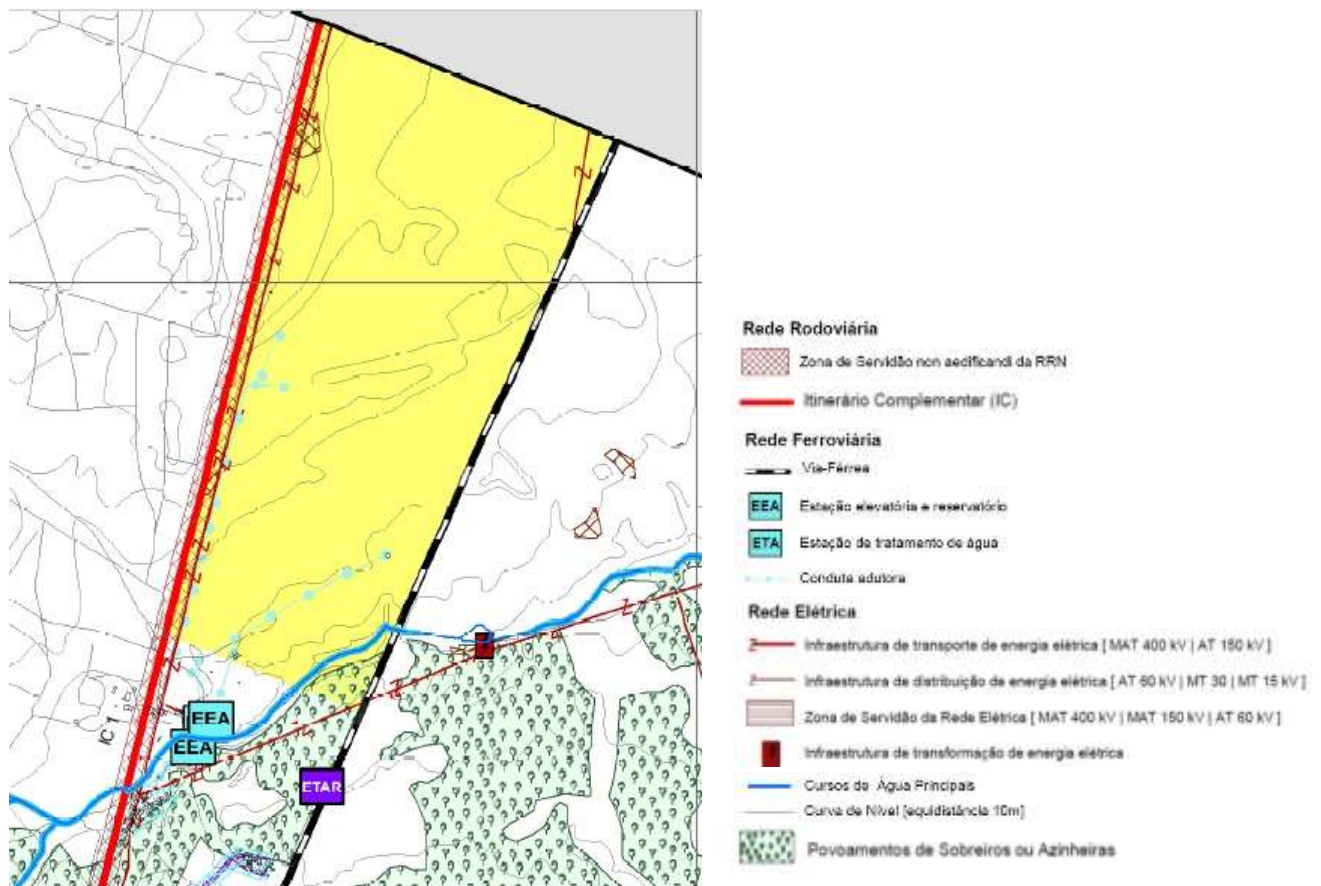 IC 1
EEA
EEA
ETAR
Rede Rodoviária
Zona de Servidão non aedificandi da RRN
Itinerário Complementar (IC)
Rede Ferroviária
Via-Férrea
EEA Estação elevatória e reservatório
ETA Estação de tratamento de água
Conduta adutora
Rede Elétrica
Infraestrutura de transporte de energia elétrica [ MAT 400 kV | AT 150 kV ]
Infraestrutura de distribuição de energia elétrica [ AT 60 kV | MT 30 | MT 15 kV ]
Zona de Servidão da Rede Elétrica [ MAT 400 kV | MAT 150 kV | AT 60 kV ]
Infraestrutura de transformação de energia elétrica
Cursos de Água Principais
Curva de Nível [equidistância 10m]
Povoamentos de Sobreiros ou Azinheiras